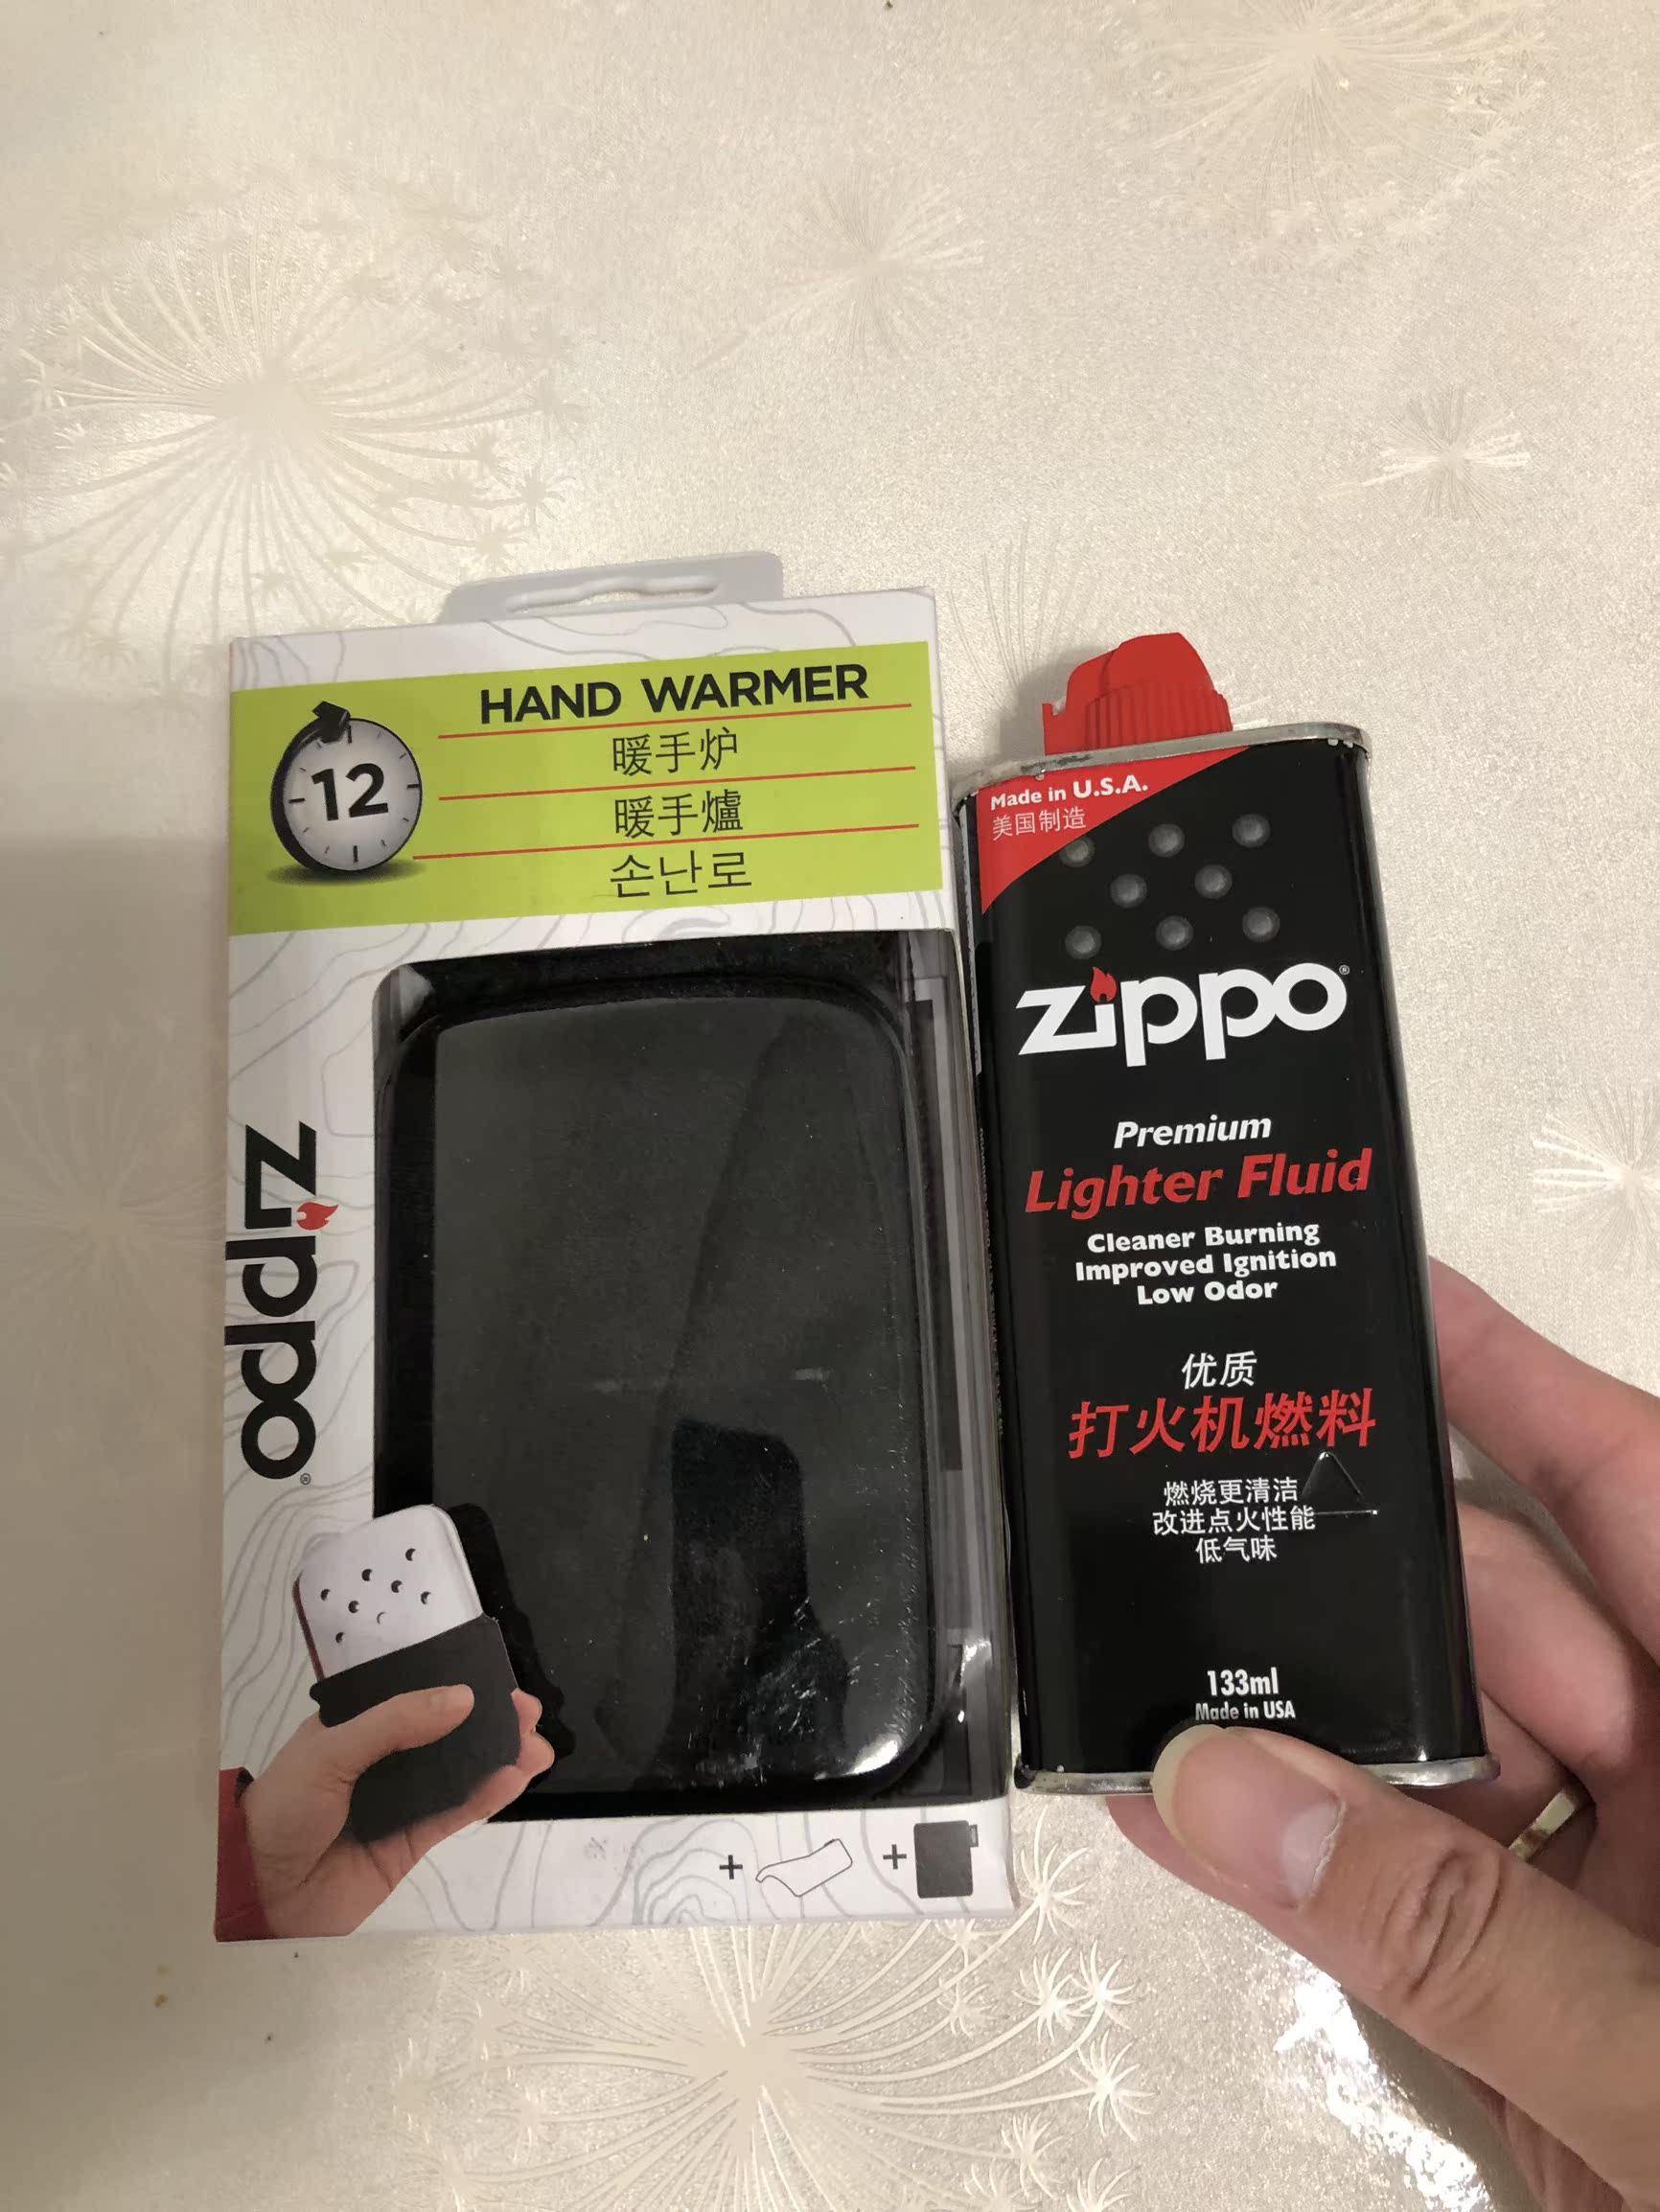 HAND WARMER
暖手炉
暖手爐
손난로
12
zippo®
+
+
Made in U.S.A.
美国制造
zippo®
Premium
Lighter Fluid
Cleaner Burning
Improved Ignition
Low Odor
优质
打火机燃料
燃烧更清洁
改进点火性能
低气味
133ml
Made in USA